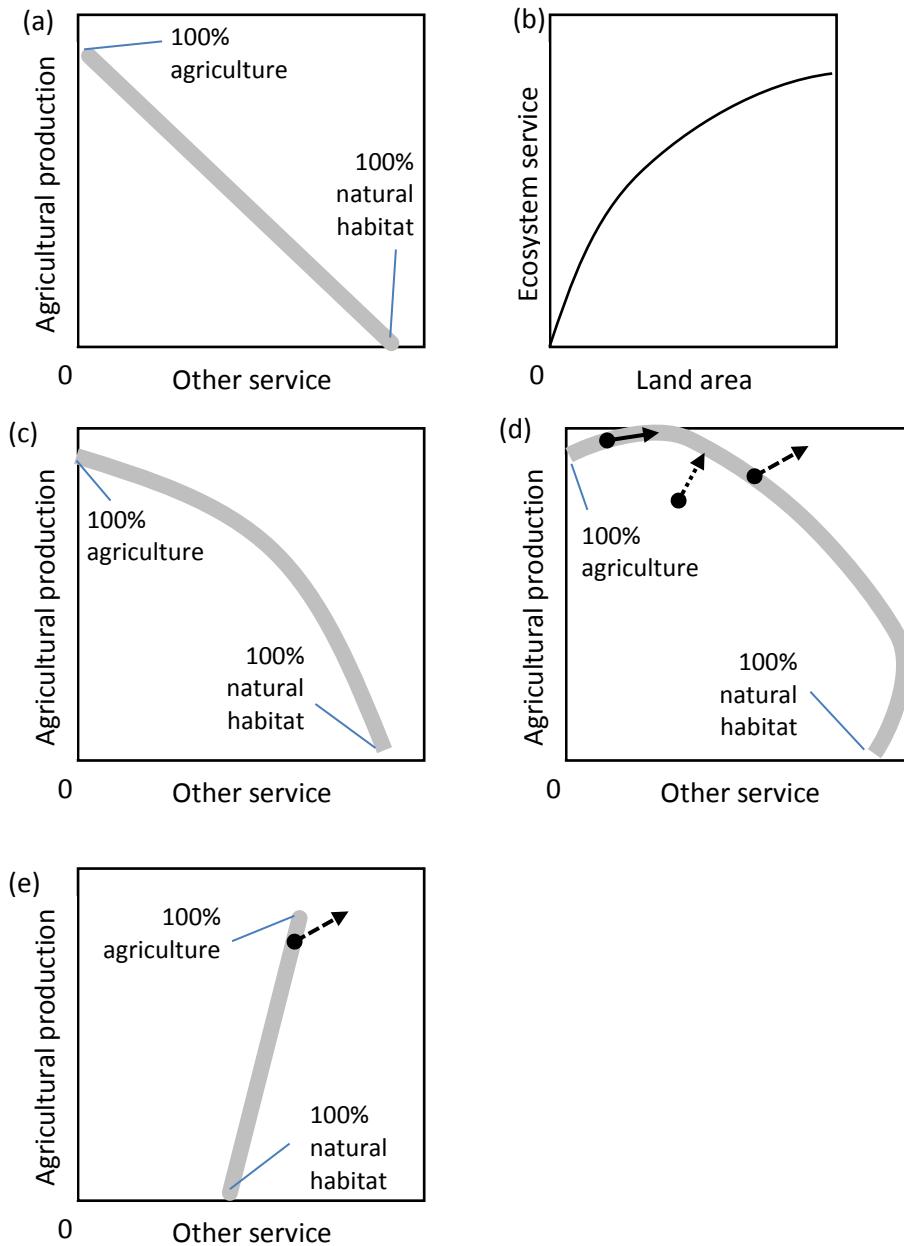 (a)
Agricultural production
100%
agriculture
100%
natural
habitat
0
Other service
(b)
Ecosystem service
0
Land area
(c)
Agricultural production
100%
agriculture
100%
natural
habitat
0
Other service
(d)
Agricultural production
100%
agriculture
100%
natural
habitat
0
Other service
(e)
Agricultural production
100%
agriculture
100%
natural
habitat
0
Other service